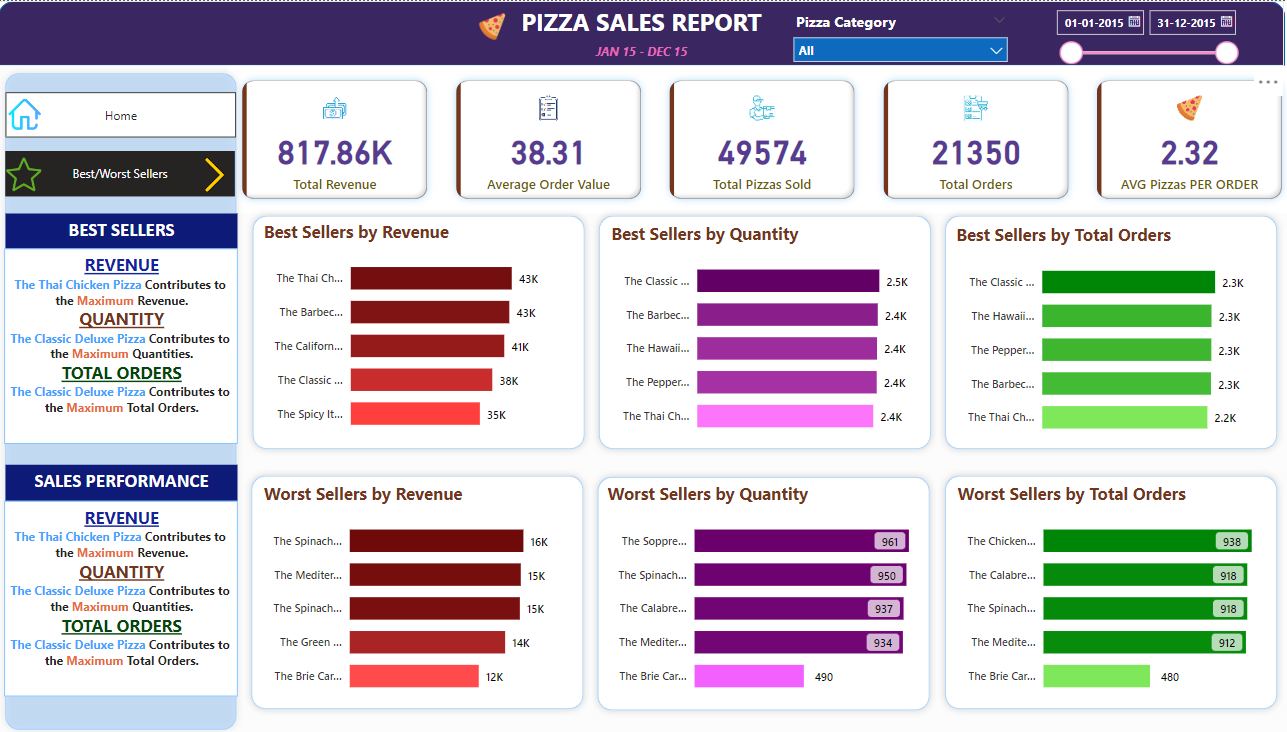 PIZZA SALES REPORT
JAN 15 - DEC 15
Pizza Category
All
01-01-2015
31-12-2015
Home
Best/Worst Sellers
817.86K
Total Revenue
38.31
Average Order Value
49574
Total Pizzas Sold
21350
Total Orders
2.32
AVG Pizzas PER ORDER
BEST SELLERS
REVENUE
The Thai Chicken Pizza Contributes to
the Maximum Revenue.
QUANTITY
The Classic Deluxe Pizza Contributes to
the Maximum Quantities.
TOTAL ORDERS
The Classic Deluxe Pizza Contributes to
the Maximum Total Orders.
SALES PERFORMANCE
REVENUE
The Thai Chicken Pizza Contributes to
the Maximum Revenue.
QUANTITY
The Classic Deluxe Pizza Contributes to
the Maximum Quantities.
TOTAL ORDERS
The Classic Deluxe Pizza Contributes to
the Maximum Total Orders.
Best Sellers by Revenue
The Thai Ch... 43K
The Barbec... 43K
The Californ... 41K
The Classic ... 38K
The Spicy It... 35K
Best Sellers by Quantity
The Classic ... 2.5K
The Barbec... 2.4K
The Hawaii... 2.4K
The Pepper... 2.4K
The Thai Ch... 2.4K
Best Sellers by Total Orders
The Classic ... 2.3K
The Hawaii... 2.3K
The Pepper... 2.3K
The Barbec... 2.3K
The Thai Ch... 2.2K
Worst Sellers by Revenue
The Spinach... 16K
The Mediter... 15K
The Spinach... 15K
The Green ... 14K
The Brie Car... 12K
Worst Sellers by Quantity
The Soppre... 961
The Spinach... 950
The Calabre... 937
The Mediter... 934
The Brie Car... 490
Worst Sellers by Total Orders
The Chicken... 938
The Calabre... 918
The Spinach... 918
The Medite... 912
The Brie Car... 480